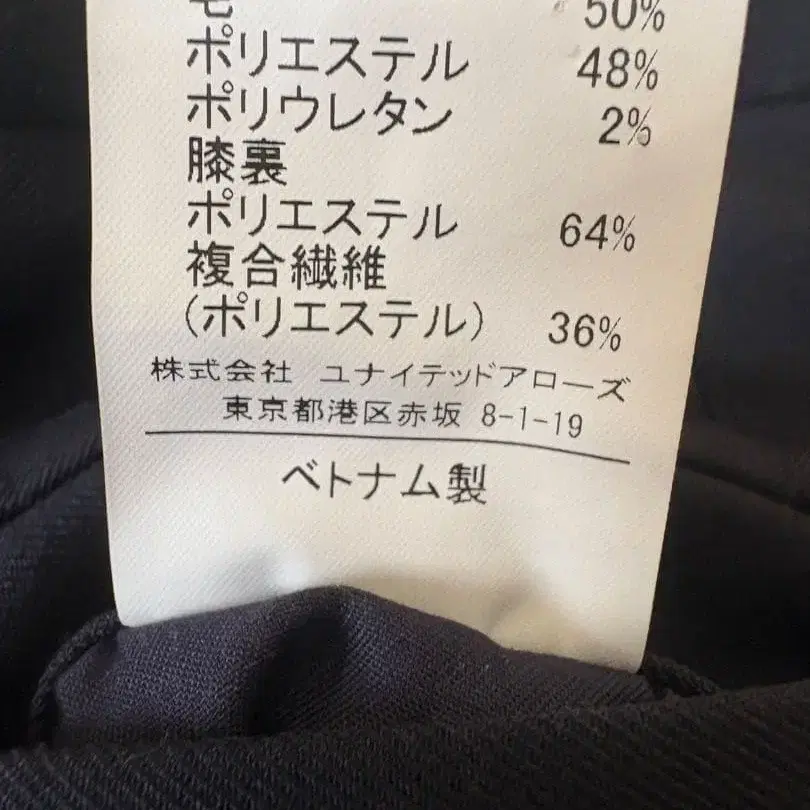 毛 50%
ポリエステル 48%
ポリウレタン 2%
膝裏
ポリエステル 64%
複合繊維
(ポリエステル) 36%
株式会社 ユナイテッドアローズ
東京都港区赤坂 8-1-19
ベトナム製